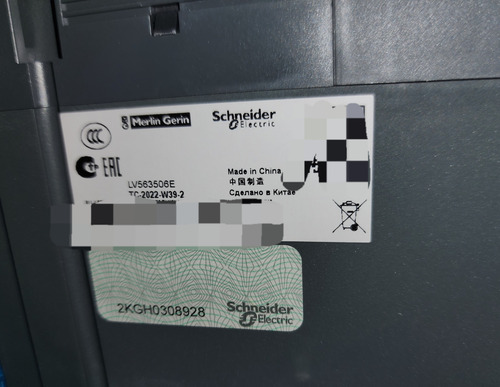 CCC
Merlin Gerin
Schneider
Electric
EAC
LV563506E
TC-2022-W39-2
Made in China
中国制造
Сделано в Китае
2KGH0308928
Schneider
Electric